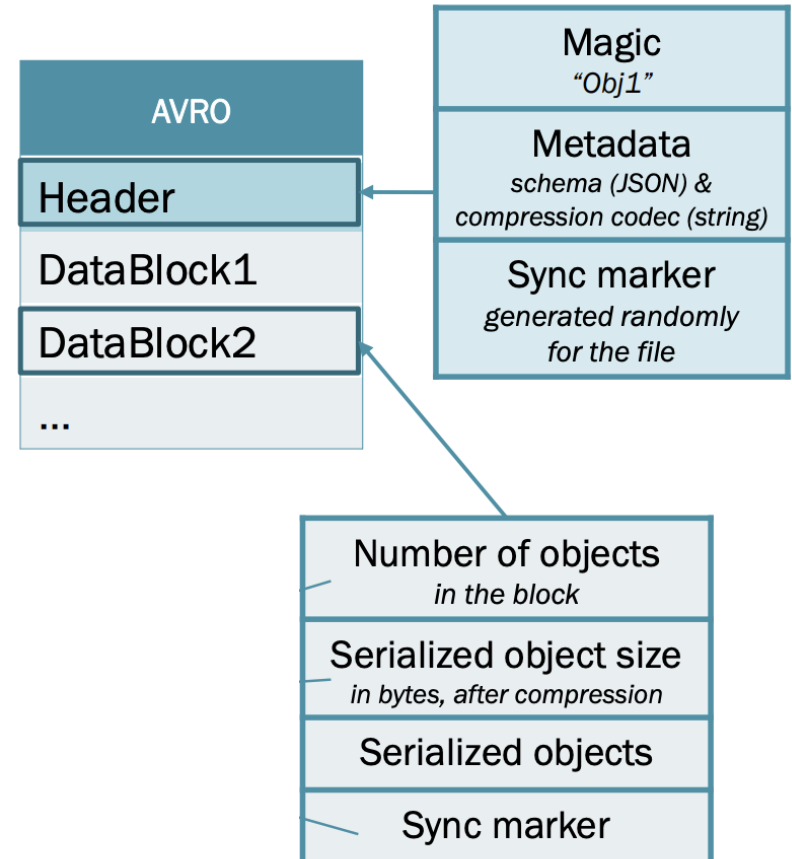 AVRO
Header
DataBlock1
DataBlock2
...
Magic
“Obj1”
Metadata
schema (JSON) &
compression codec (string)
Sync marker
generated randomly
for the file
Number of objects
in the block
Serialized object size
in bytes, after compression
Serialized objects
Sync marker